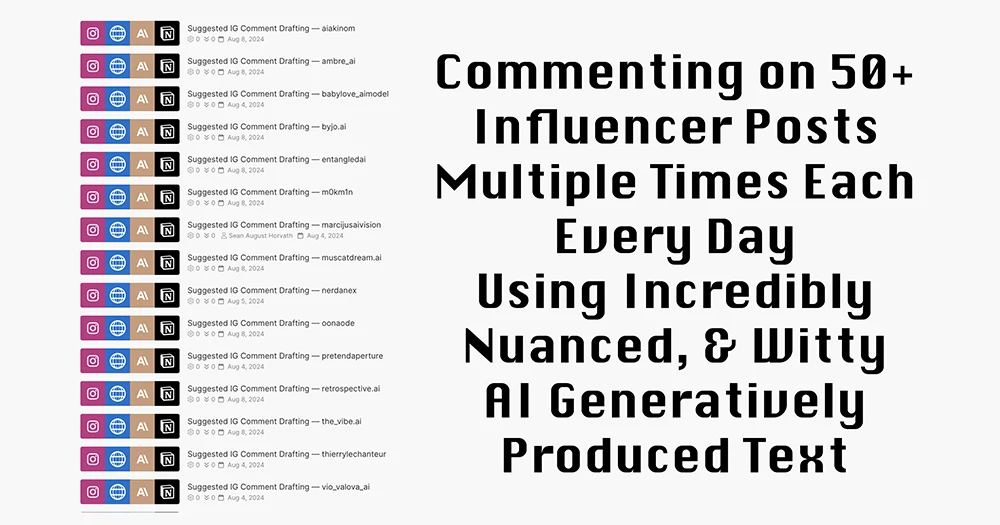 Suggested IG Comment Drafting — aiakinom
0 0 Aug 8, 2024
Suggested IG Comment Drafting — ambre_ai
0 0 Aug 8, 2024
Suggested IG Comment Drafting — babylove_aimodel
0 0 Aug 4, 2024
Suggested IG Comment Drafting — byjo.ai
0 0 Aug 8, 2024
Suggested IG Comment Drafting — entangledai
0 0 Aug 8, 2024
Suggested IG Comment Drafting — m0km1n
0 0 Aug 8, 2024
Suggested IG Comment Drafting — marcijusaivision
0 0 Sean August Horvath Aug 4, 2024
Suggested IG Comment Drafting — muscatdream.ai
0 0 Aug 8, 2024
Suggested IG Comment Drafting — nerdanex
0 0 Aug 5, 2024
Suggested IG Comment Drafting — oonaode
0 0 Aug 8, 2024
Suggested IG Comment Drafting — pretendaperture
0 0 Aug 4, 2024
Suggested IG Comment Drafting — retrospective.ai
0 0 Aug 8, 2024
Suggested IG Comment Drafting — the_vibe.ai
0 0 Aug 8, 2024
Suggested IG Comment Drafting — thierrylechanteur
0 0 Aug 4, 2024
Suggested IG Comment Drafting — vio_valova_ai
0 0 Aug 4, 2024
Commenting on 50+
Influencer Posts
Multiple Times Each
Every Day
Using Incredibly
Nuanced, & Witty
AI Generatively
Produced Text